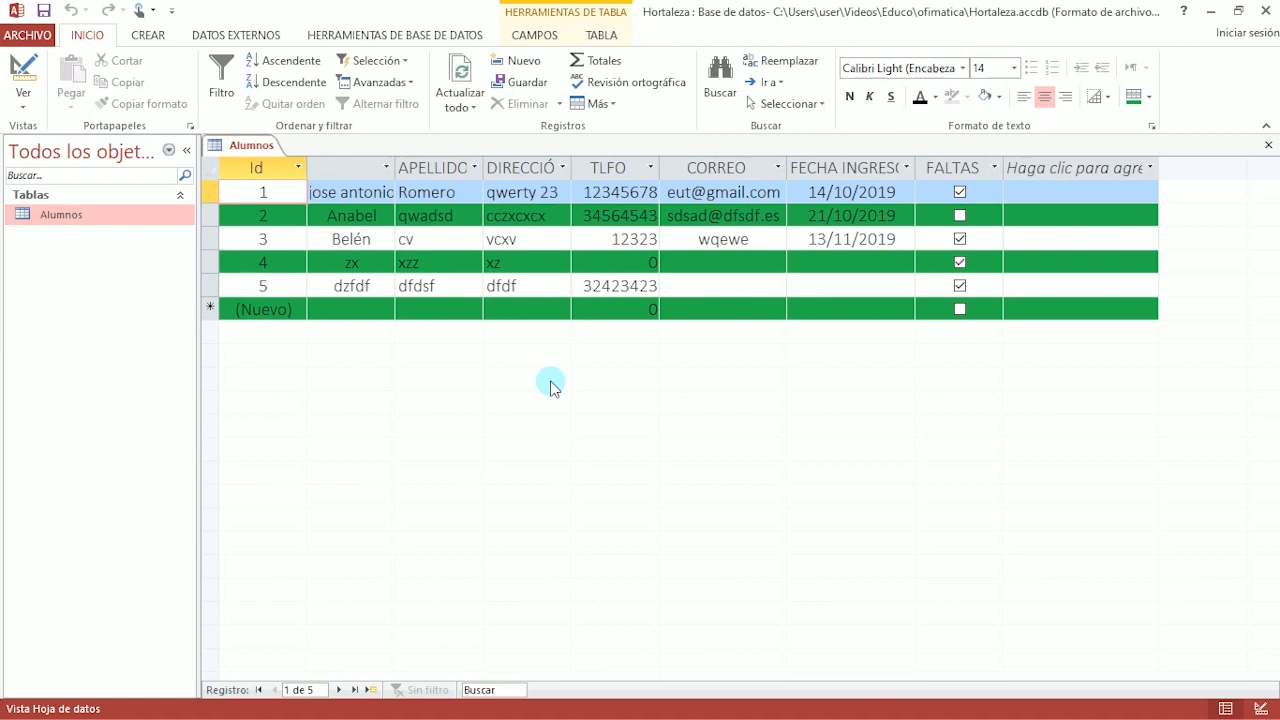 HERRAMIENTAS DE TABLA
Hortaleza : Base de datos- C:\Users\user\Videos\Educo\ofimatica\Hortaleza.accdb (Formato de archivo...
?
ARCHIVO INICIO CREAR DATOS EXTERNOS HERRAMIENTAS DE BASE DE DATOS CAMPOS TABLA
Iniciar sesión
Ver
Vistas
Pegar
Cortar
Copiar
Copiar formato
Portapapeles
Filtro
Ascendente
Descendente
Quitar orden
Selección
Avanzadas
Alternar filtro
Ordenar y filtrar
Actualizar
todo
Nuevo
Guardar
Eliminar
Totales
Revisión ortográfica
Más
Registros
Buscar
Reemplazar
Ir a
Seleccionar
Buscar
Calibri Light (Encabeza
14
N K S
Formato de texto
Todos los objet...
Buscar...
Tablas
Alumnos
Alumnos
Id APELLIDO DIRECCIÓ TLFO CORREO FECHA INGRESO FALTAS Haga clic para agre
1 jose antonio Romero qwerty 23 12345678 eut@gmail.com 14/10/2019
2 Anabel qwadsd cczxcxcx 34564543 sdsad@dfsdf.es 21/10/2019
3 Belén cv vcxv 12323 wqewe 13/11/2019
4 zx xzz xz 0
5 dzfdf dfdsf dfdf 32423423
(Nuevo) 0
Registro: 1 de 5 Sin filtro Buscar
Vista Hoja de datos